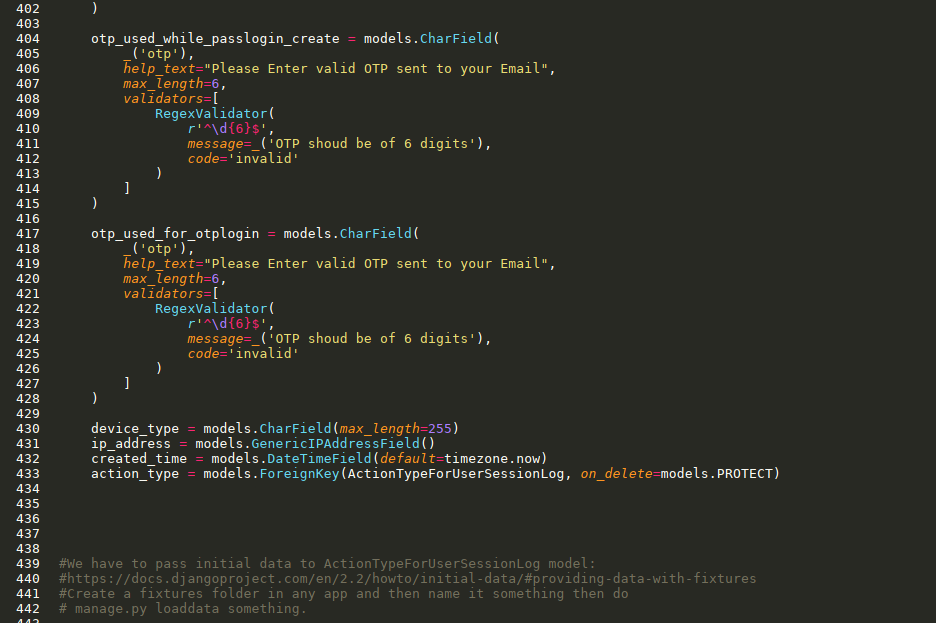 402     )
403
404     otp_used_while_passlogin_create = models.CharField(
405         _('otp'),
406         help_text="Please Enter valid OTP sent to your Email",
407         max_length=6,
408         validators=[
409             RegexValidator(
410                 r'^\d{6}$',
411                 message=_('OTP shoud be of 6 digits'),
412                 code='invalid'
413             )
414         ]
415     )
416
417     otp_used_for_otplogin = models.CharField(
418         _('otp'),
419         help_text="Please Enter valid OTP sent to your Email",
420         max_length=6,
421         validators=[
422             RegexValidator(
423                 r'^\d{6}$',
424                 message=_('OTP shoud be of 6 digits'),
425                 code='invalid'
426             )
427         ]
428     )
429
430     device_type = models.CharField(max_length=255)
431     ip_address = models.GenericIPAddressField()
432     created_time = models.DateTimeField(default=timezone.now)
433     action_type = models.ForeignKey(ActionTypeForUserSessionLog, on_delete=models.PROTECT)
434
435
436
437
438
439 #We have to pass initial data to ActionTypeForUserSessionLog model:
440 #https://docs.djangoproject.com/en/2.2/howto/initial-data/#providing-data-with-fixtures
441 #Create a fixtures folder in any app and then name it something then do
442 # manage.py loaddata something.